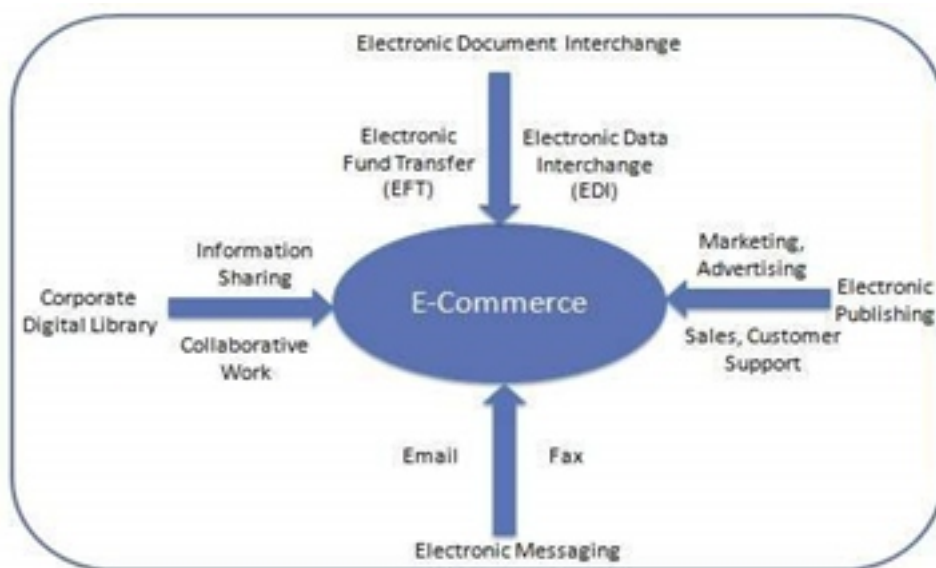 Electronic Document Interchange
Electronic
Fund Transfer
(EFT)
Electronic Data
Interchange
(EDI)
Information
Sharing
Marketing,
Advertising
Corporate
Digital Library
E-Commerce
Electronic
Publishing
Collaborative
Work
Sales, Customer
Support
Email
Fax
Electronic Messaging